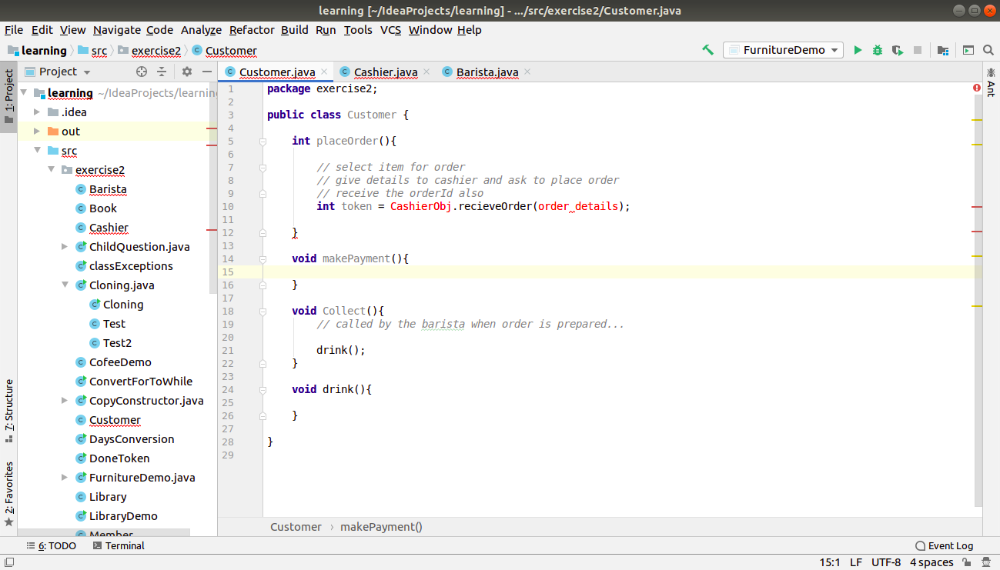 learning [~/IdeaProjects/learning] - .../src/exercise2/Customer.java
File Edit View Navigate Code Analyze Refactor Build Run Tools VCS Window Help
learning src exercise2 Customer FurnitureDemo
1: Project
7: Structure
2: Favorites
Project
learning ~/IdeaProjects/learning
.idea
out
src
exercise2
Barista
Book
Cashier
ChildQuestion.java
classExceptions
Cloning.java
Cloning
Test
Test2
CofeeDemo
ConvertForToWhile
CopyConstructor.java
Customer
DaysConversion
DoneToken
FurnitureDemo.java
Library
LibraryDemo
Member
Customer.java Cashier.java Barista.java
1 package exercise2;
2
3 public class Customer {
4
5 int placeOrder(){
6
7 // select item for order
8 // give details to cashier and ask to place order
9 // receive the orderId also
10 int token = CashierObj.recieveOrder(order_details);
11
12 }
13
14 void makePayment(){
15
16 }
17
18 void Collect(){
19 // called by the barista when order is prepared...
20
21 drink();
22 }
23
24 void drink(){
25
26 }
27
28 }
29
Customer › makePayment()
Ant
6: TODO Terminal Event Log
15:1 LF UTF-8 4 spaces